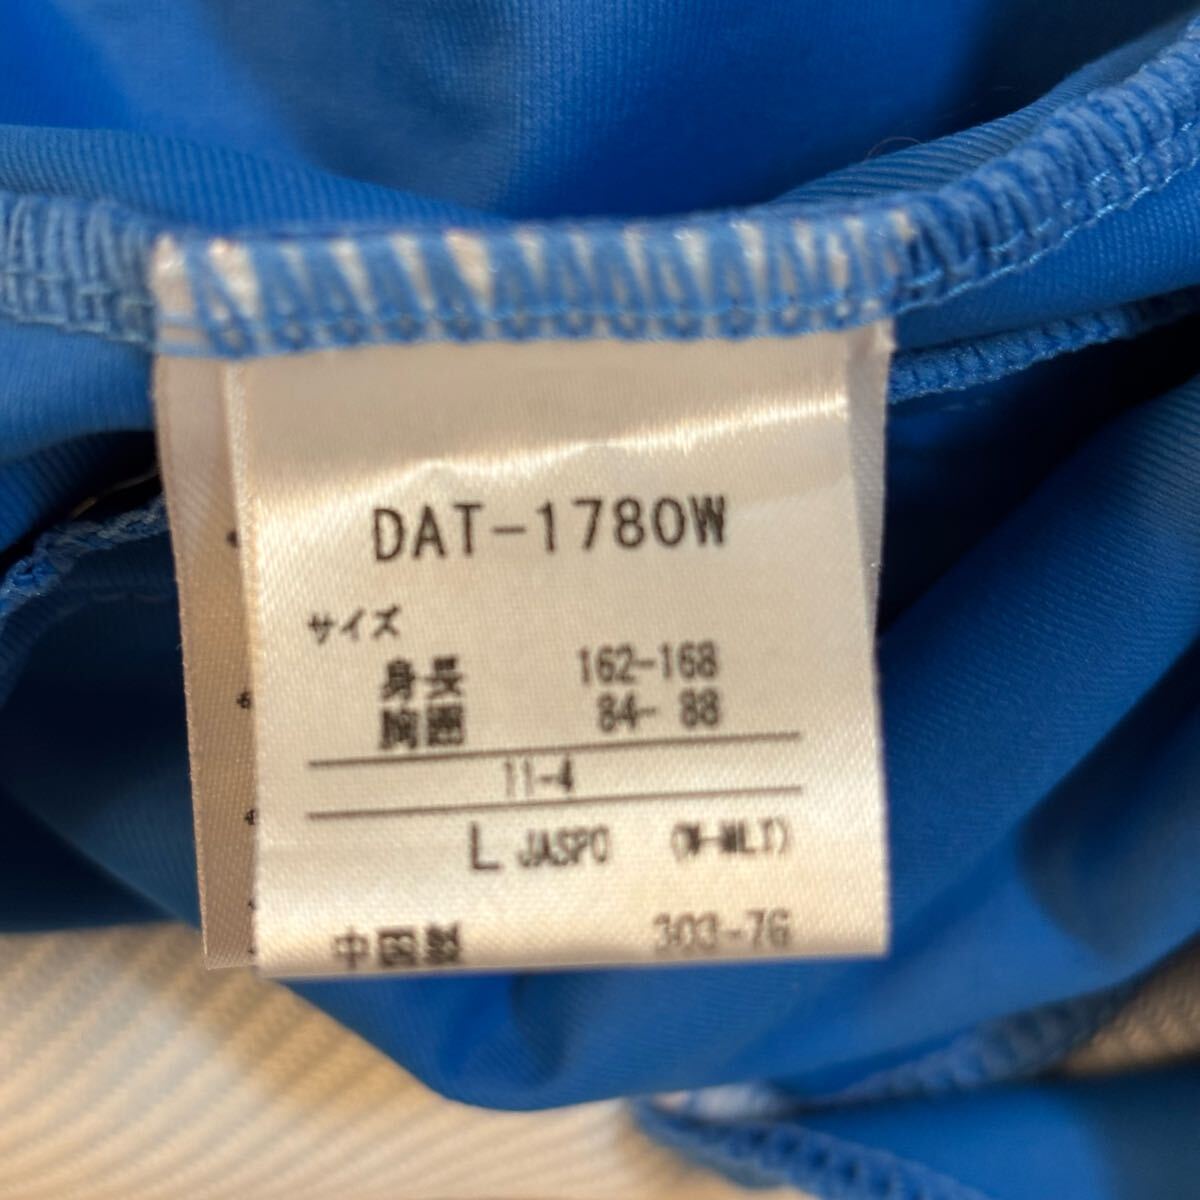 DAT-1780W
サイズ
身長 162-168
胸囲 84- 88
11-4
L JASPO (W-MLT)
中国製 303-76